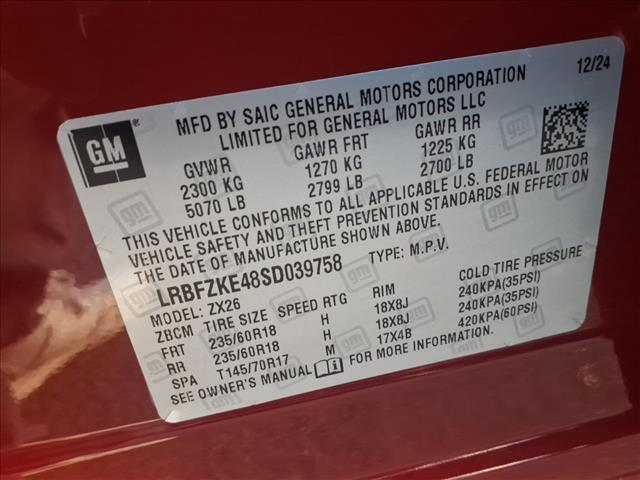 12/24
MFD BY SAIC GENERAL MOTORS CORPORATION
LIMITED FOR GENERAL MOTORS LLC
GM
GVWR GAWR FRT GAWR RR
2300 KG 1270 KG 1225 KG
5070 LB 2799 LB 2700 LB
THIS VEHICLE CONFORMS TO ALL APPLICABLE U.S. FEDERAL MOTOR
VEHICLE SAFETY AND THEFT PREVENTION STANDARDS IN EFFECT ON
THE DATE OF MANUFACTURE SHOWN ABOVE.
LRBFZKE48SD039758 TYPE: M.P.V.
MODEL: ZX26
ZBCM TIRE SIZE SPEED RTG RIM COLD TIRE PRESSURE
FRT 235/60R18 H 18X8J 240KPA(35PSI)
RR 235/60R18 H 18X8J 240KPA(35PSI)
SPA T145/70R17 M 17X4B 420KPA(60PSI)
SEE OWNER'S MANUAL FOR MORE INFORMATION.